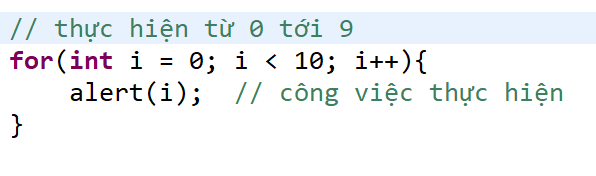 // thực hiện từ 0 tới 9
for(int i = 0; i < 10; i++){
    alert(i);  // công việc thực hiện
}